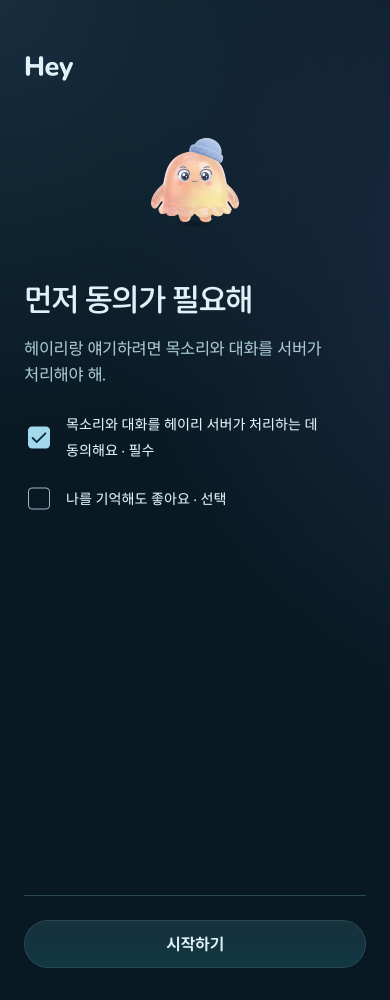 Hey
먼저 동의가 필요해
헤이리랑 얘기하려면 목소리와 대화를 서버가
처리해야 해.
목소리와 대화를 헤이리 서버가 처리하는 데
동의해요 · 필수
나를 기억해도 좋아요 · 선택
시작하기